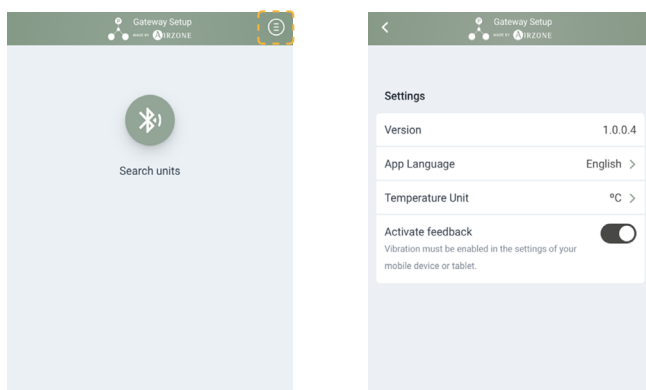 Gateway Setup
MADE BY AIRZONE
Search units
Gateway Setup
MADE BY AIRZONE
Settings
Version 1.0.0.4
App Language English >
Temperature Unit ºC >
Activate feedback
Vibration must be enabled in the settings of your
mobile device or tablet.